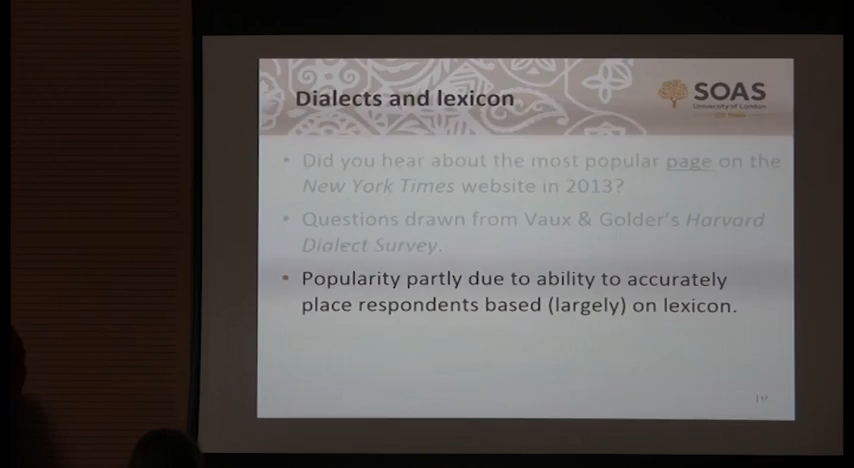 Dialects and lexicon
SOAS
University of London
• Did you hear about the most popular page on the
New York Times website in 2013?
• Questions drawn from Vaux & Golder's Harvard
Dialect Survey.
• Popularity partly due to ability to accurately
place respondents based (largely) on lexicon.